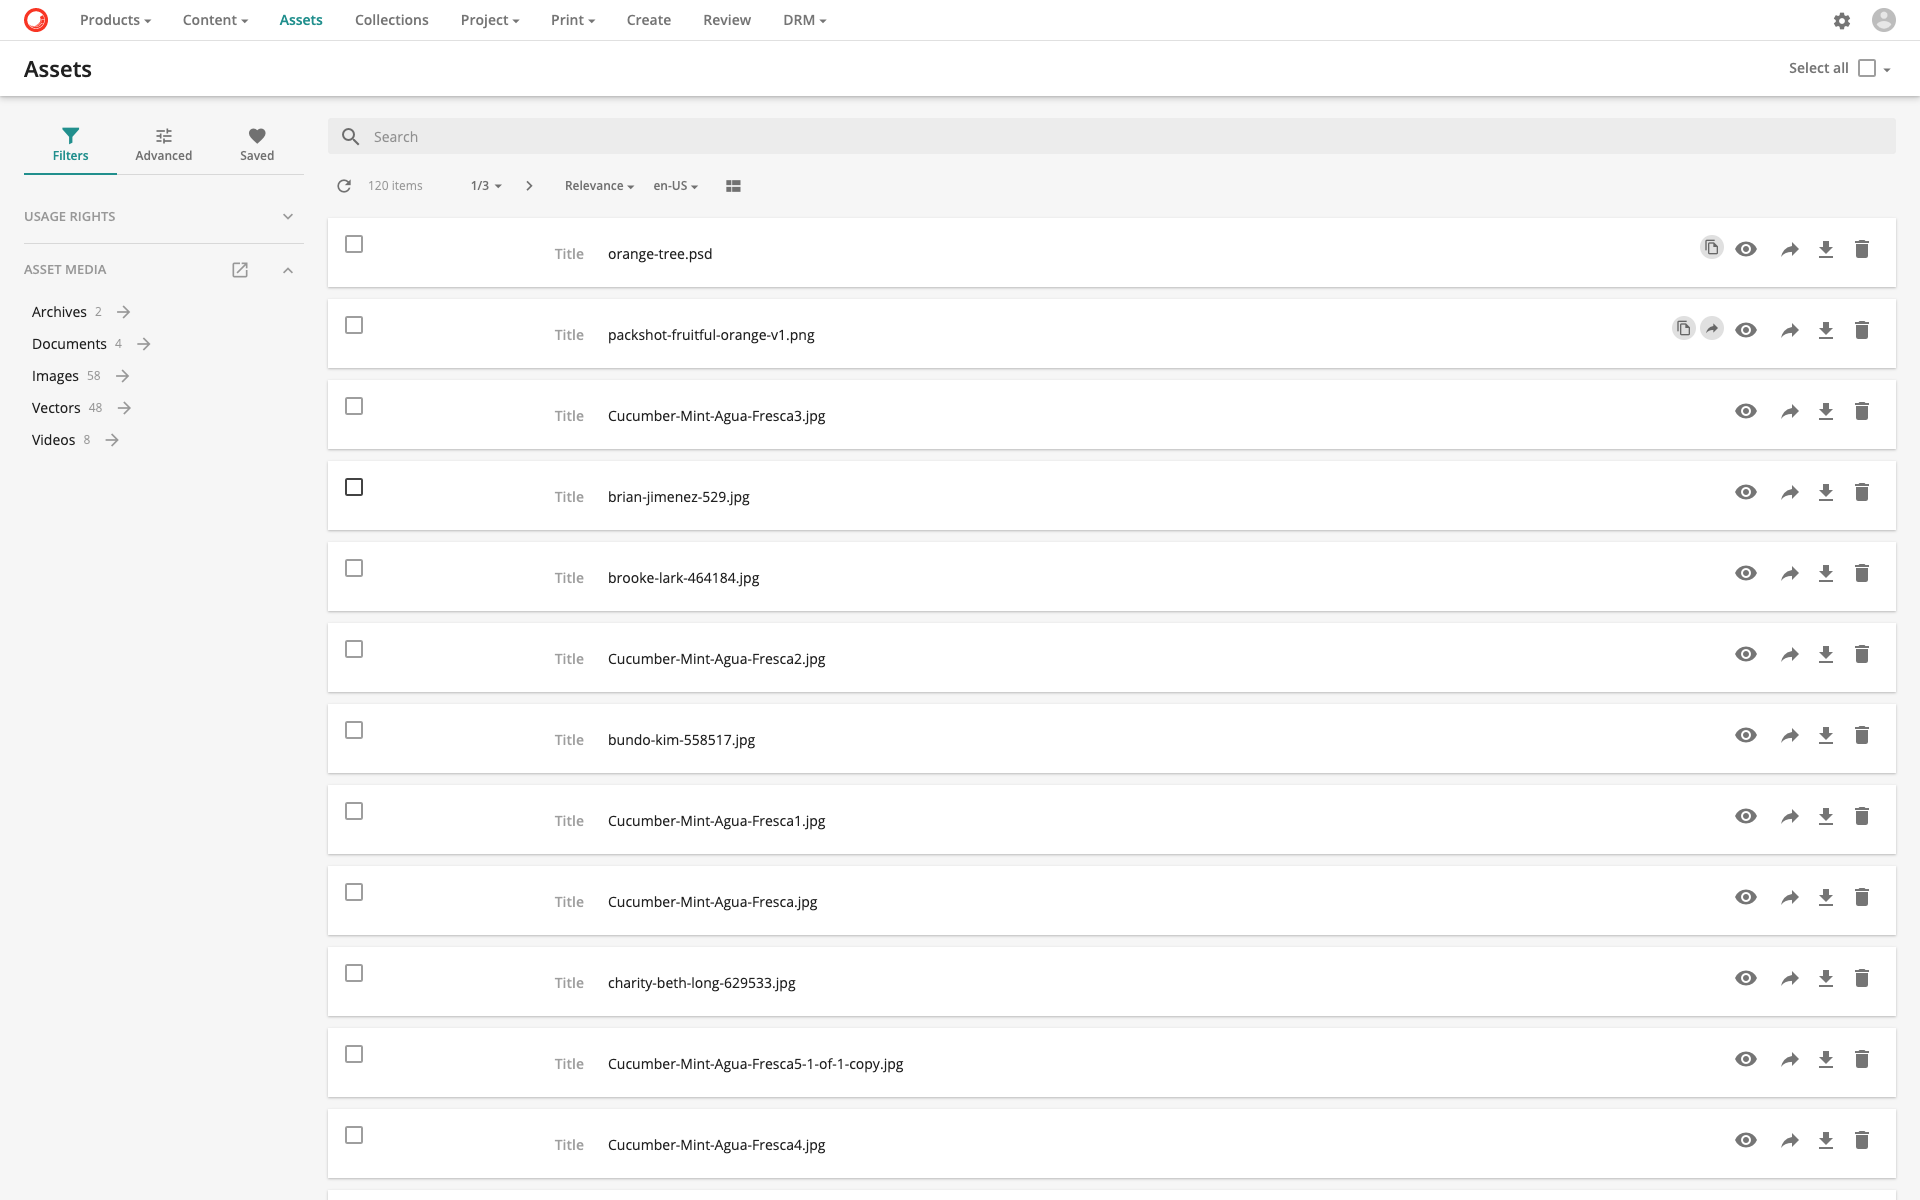 Products Content Assets Collections Project Print Create Review DRM
Assets
Select all
Filters Advanced Saved
Search
120 items 1/3 Relevance en-US
USAGE RIGHTS
ASSET MEDIA
Archives 2
Documents 4
Images 58
Vectors 48
Videos 8
Title orange-tree.psd
Title packshot-fruitful-orange-v1.png
Title Cucumber-Mint-Agua-Fresca3.jpg
Title brian-jimenez-529.jpg
Title brooke-lark-464184.jpg
Title Cucumber-Mint-Agua-Fresca2.jpg
Title bundo-kim-558517.jpg
Title Cucumber-Mint-Agua-Fresca1.jpg
Title Cucumber-Mint-Agua-Fresca.jpg
Title charity-beth-long-629533.jpg
Title Cucumber-Mint-Agua-Fresca5-1-of-1-copy.jpg
Title Cucumber-Mint-Agua-Fresca4.jpg